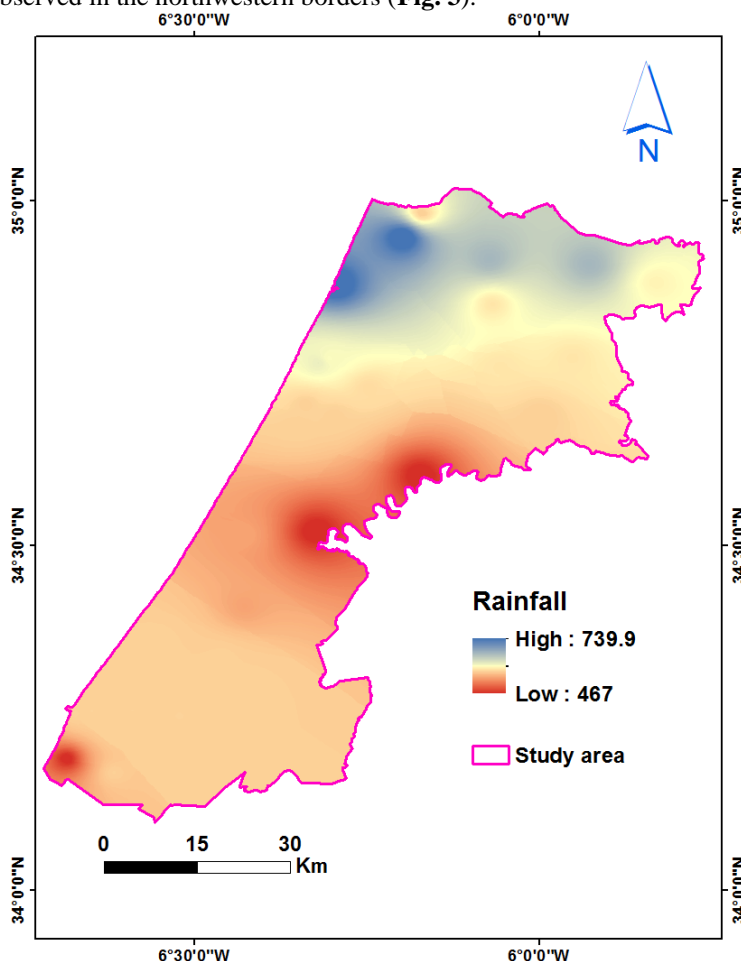 observed in the northwestern borders (Fig. 5).
6°30'0"W 6°0'0"W
N
35°0'0"N 35°0'0"N
34°30'0"N 34°30'0"N
Rainfall
High : 739.9
Low : 467
Study area
0 15 30
Km
34°0'0"N 34°0'0"N
6°30'0"W 6°0'0"W